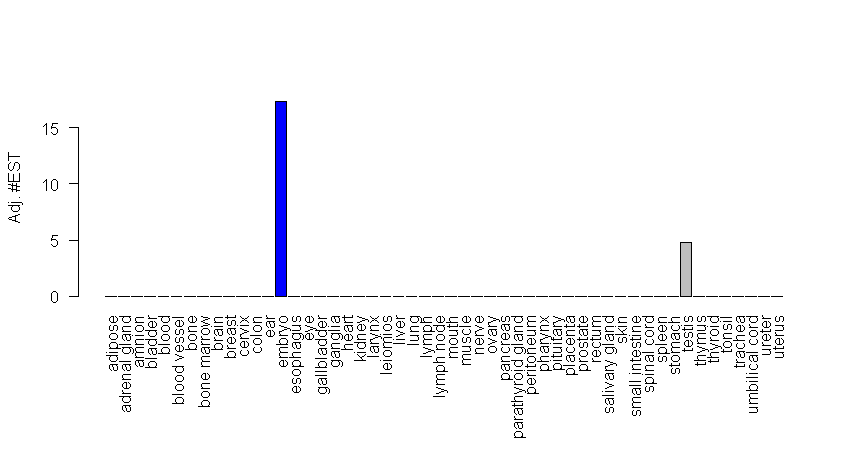 Adj. #EST
15
10
5
0
adipose
adrenal gland
amnion
bladder
blood
blood vessel
bone
bone marrow
brain
breast
cervix
colon
ear
embryo
esophagus
eye
gallbladder
ganglia
heart
kidney
larynx
leiomios
liver
lung
lymph
lymph node
mouth
muscle
nerve
ovary
pancreas
parathyroid gland
peritoneum
pharynx
pituitary
placenta
prostate
rectum
salivary gland
skin
small intestine
spinal cord
spleen
stomach
testis
thymus
thyroid
tonsil
trachea
umbilical cord
ureter
uterus